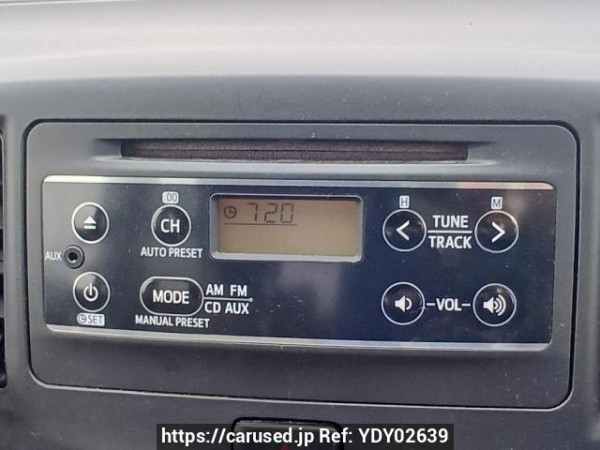 :00
H
M
7:20
CH
TUNE
TRACK
AUTO PRESET
AUX
MODE
AM FM
CD AUX
VOL
SET
MANUAL PRESET
https://carused.jp Ref: YDY02639